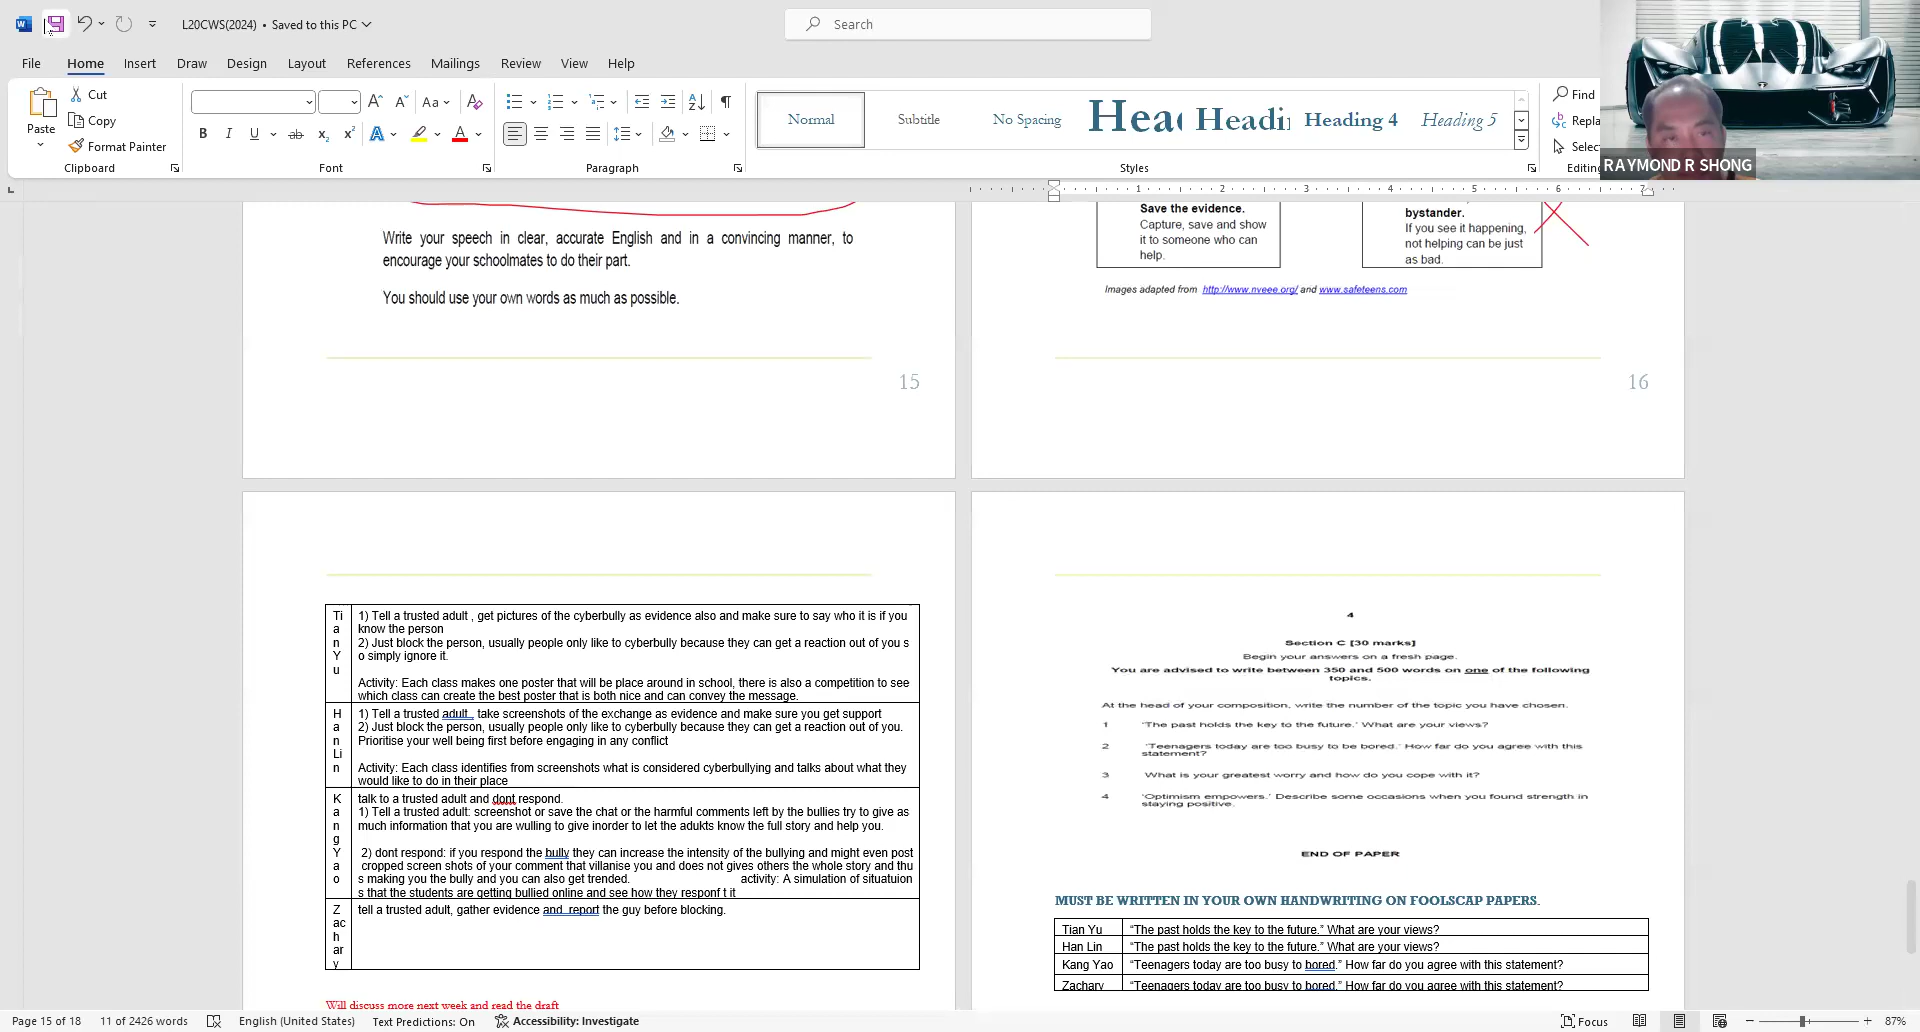 L20CWS(2024) • Saved to this PC
Search
File Home Insert Draw Design Layout References Mailings Review View Help
Paste
Cut
Copy
Format Painter
Clipboard
Font
Paragraph
Normal
Subtitle
No Spacing
Heading 4
Heading 5
Styles
Find
Editing
RAYMOND R SHONG
Write your speech in clear, accurate English and in a convincing manner, to
encourage your schoolmates to do their part.
You should use your own words as much as possible.
15
Save the evidence.
Capture, save and show
it to someone who can
help.
bystander.
If you see it happening,
not helping can be just
as bad.
Images adapted from http://www.nveee.org/ and www.safeteens.com
16
Ti
a
n
Y
u
1) Tell a trusted adult , get pictures of the cyberbully as evidence also and make sure to say who it is if you
know the person
2) Just block the person, usually people only like to cyberbully because they can get a reaction out of you s
o simply ignore it.
Activity: Each class makes one poster that will be place around in school, there is also a competition to see
which class can create the best poster that is both nice and can convey the message.
H
a
n
Li
n
1) Tell a trusted adult , take screenshots of the exchange as evidence and make sure you get support
2) Just block the person, usually people only like to cyberbully because they can get a reaction out of you.
Prioritise your well being first before engaging in any conflict
Activity: Each class identifies from screenshots what is considered cyberbullying and talks about what they
would like to do in their place
K
a
n
g
Y
a
o
talk to a trusted adult and dont respond.
1) Tell a trusted adult: screenshot or save the chat or the harmful comments left by the bullies try to give as
much information that you are wulling to give inorder to let the adukts know the full story and help you.
2) dont respond: if you respond the bully they can increase the intensity of the bullying and might even post
cropped screen shots of your comment that villanise you and does not gives others the whole story and thu
s making you the bully and you can also get trended. activity: A simulation of situatuion
s that the students are getting bullied online and see how they responf t it
Z
ac
h
ar
y
tell a trusted adult, gather evidence and report the guy before blocking.
Will discuss more next week and read the draft
4
Section C [30 marks]
Begin your answers on a fresh page.
You are advised to write between 350 and 500 words on one of the following
topics.
At the head of your composition, write the number of the topic you have chosen.
1 'The past holds the key to the future.' What are your views?
2 'Teenagers today are too busy to be bored.' How far do you agree with this
statement?
3 What is your greatest worry and how do you cope with it?
4 'Optimism empowers.' Describe some occasions when you found strength in
staying positive.
END OF PAPER
MUST BE WRITTEN IN YOUR OWN HANDWRITING ON FOOLSCAP PAPERS.
Tian Yu “The past holds the key to the future.” What are your views?
Han Lin “The past holds the key to the future.” What are your views?
Kang Yao “Teenagers today are too busy to bored.” How far do you agree with this statement?
Zachary “Teenagers today are too busy to bored.” How far do you agree with this statement?
Page 15 of 18 11 of 2426 words English (United States) Text Predictions: On Accessibility: Investigate Focus 87%